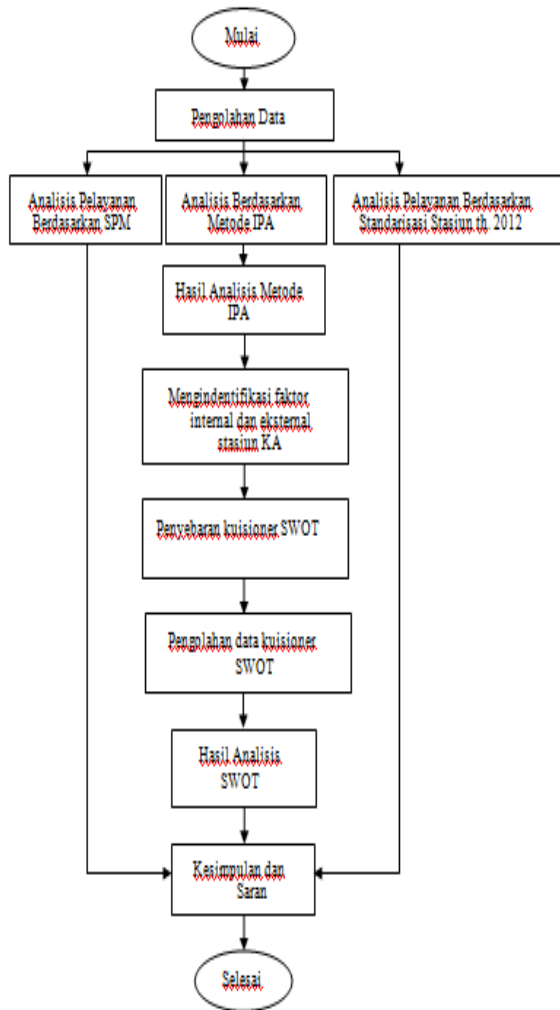 Mulai
Pengolahan Data
Analisis Pelayanan
Berdasarkan SPM
Analisis Berdasarkan
Metode IPA
Analisis Pelayanan Berdasarkan
Standarisasi Stasiun th. 2012
Hasil Analisis Metode
IPA
Mengindentifikasi faktor
internal dan eksternal
stasiun KA
Penyebaran kuisioner SWOT
Pengolahan data kuisioner
SWOT
Hasil Analisis
SWOT
Kesimpulan dan
Saran
Selesai